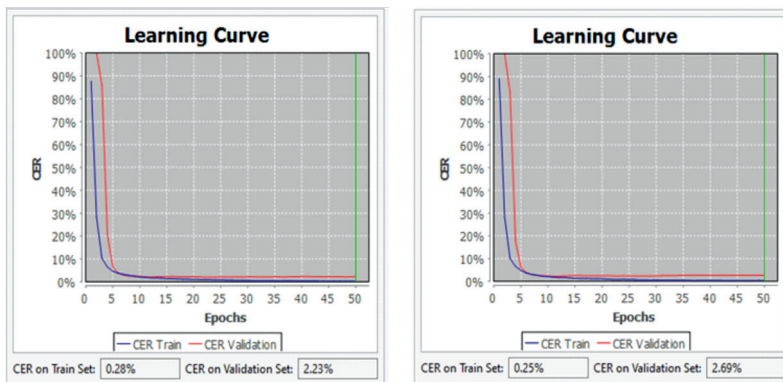 Learning Curve
100%
90%
80%
70%
60%
50%
40%
30%
20%
10%
0%
CER
0 5 10 15 20 25 30 35 40 45 50
Epochs
CER Train CER Validation
CER on Train Set: 0.28% CER on Validation Set: 2.23%
Learning Curve
100%
90%
80%
70%
60%
50%
40%
30%
20%
10%
0%
CER
0 5 10 15 20 25 30 35 40 45 50
Epochs
CER Train CER Validation
CER on Train Set: 0.25% CER on Validation Set: 2.69%